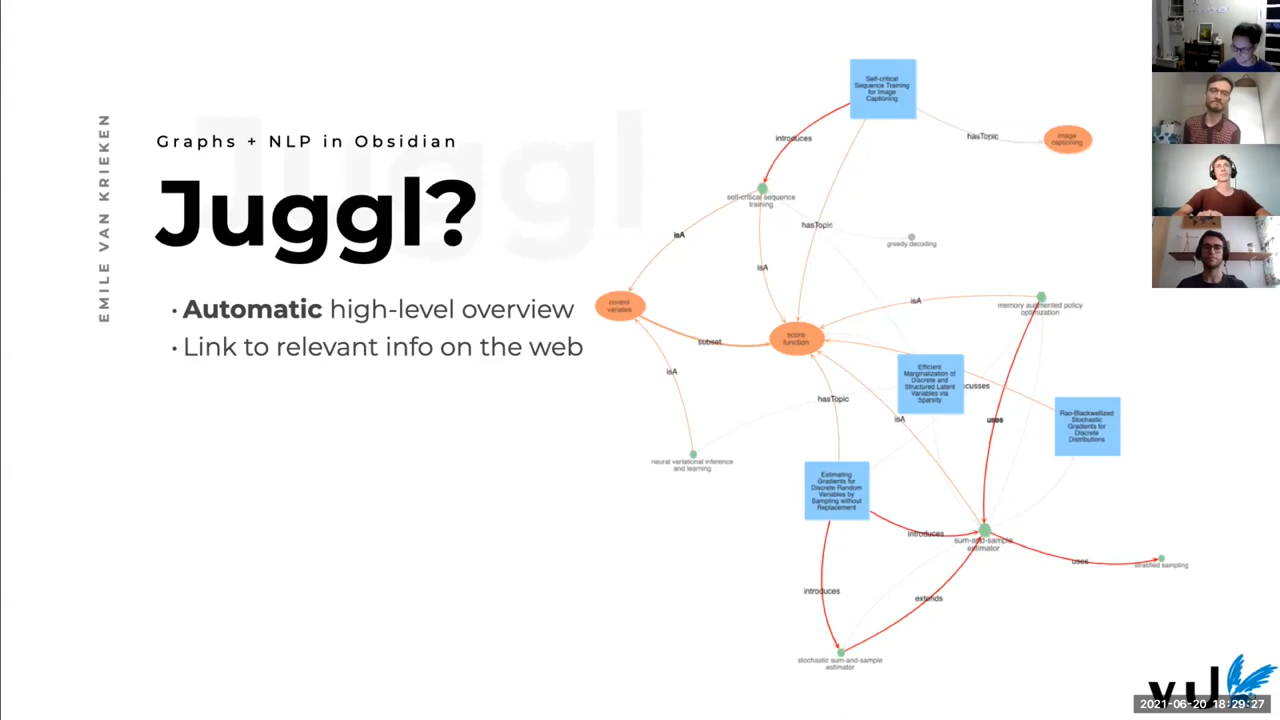 EMILE VAN KRIEKEN
Graphs + NLP in Obsidian
Juggl?
· Automatic high-level overview
· Link to relevant info on the web
Self-critical
Sequence Training
for Image
Captioning
introduces
hasTopic
image
captioning
self-critical sequence
training
hasTopic
isA
greedy decoding
isA
isA
control
variates
memory augmented policy
optimization
score-
function
subset
Efficient
Marginalization of
Discrete and
Structured Latent
Variables via
Sparsity
cusses
isA
hasTopic
isA
uses
Rao-Blackwellized
Stochastic
Gradients for
Discrete
Distributions
neural variational inference
and learning
Estimating
Gradients for
Discrete Random
Variables by
Sampling without
Replacement
introduces
sum-and-sample
estimator
uses
stratified sampling
introduces
extends
stochastic sum-and-sample
estimator
VU
2021-06-20 18:29:27